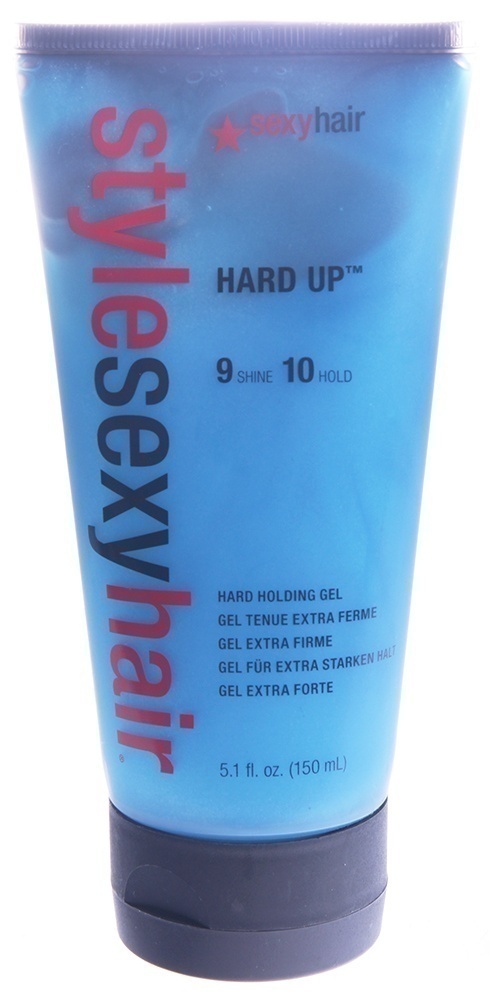 stylesexyhair®
sexyhair
HARD UP™
9 SHINE 10 HOLD
HARD HOLDING GEL
GEL TENUE EXTRA FERME
GEL EXTRA FIRME
GEL FÜR EXTRA STARKEN HALT
GEL EXTRA FORTE
5.1 fl. oz. (150 mL)